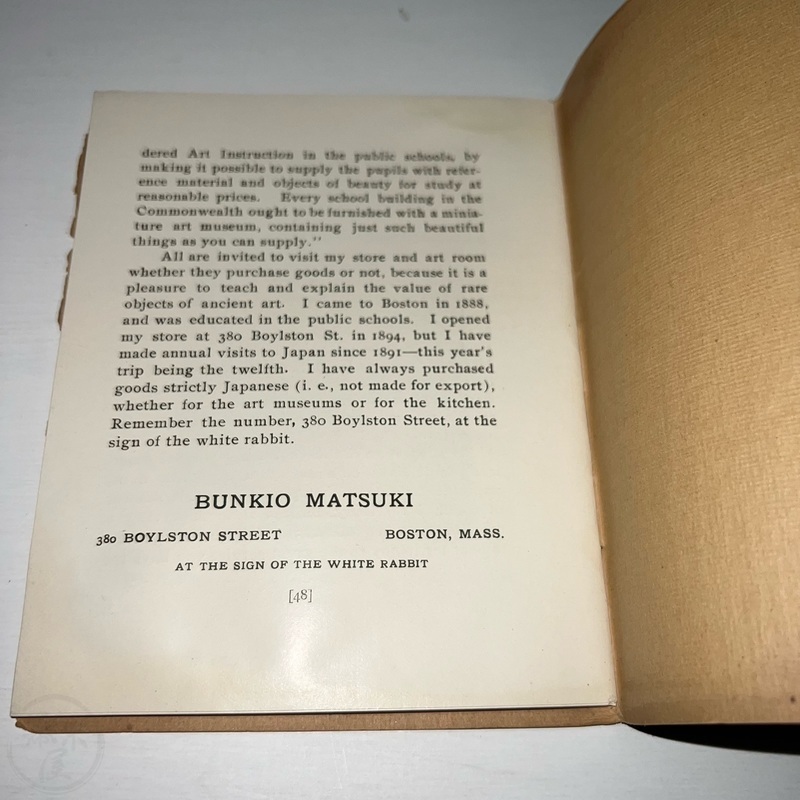 dered Art Instruction in the public schools, by
making it possible to supply the pupils with refer-
ence material and objects of beauty for study at
reasonable prices. Every school building in the
Commonwealth ought to be furnished with a minia-
ture art museum, containing just such beautiful
things as you can supply."
All are invited to visit my store and art room
whether they purchase goods or not, because it is a
pleasure to teach and explain the value of rare
objects of ancient art. I came to Boston in 1888,
and was educated in the public schools. I opened
my store at 380 Boylston St. in 1894, but I have
made annual visits to Japan since 1891—this year's
trip being the twelfth. I have always purchased
goods strictly Japanese (i. e., not made for export),
whether for the art museums or for the kitchen.
Remember the number, 380 Boylston Street, at the
sign of the white rabbit.
BUNKIO MATSUKI
380 BOYLSTON STREET BOSTON, MASS.
AT THE SIGN OF THE WHITE RABBIT
[48]